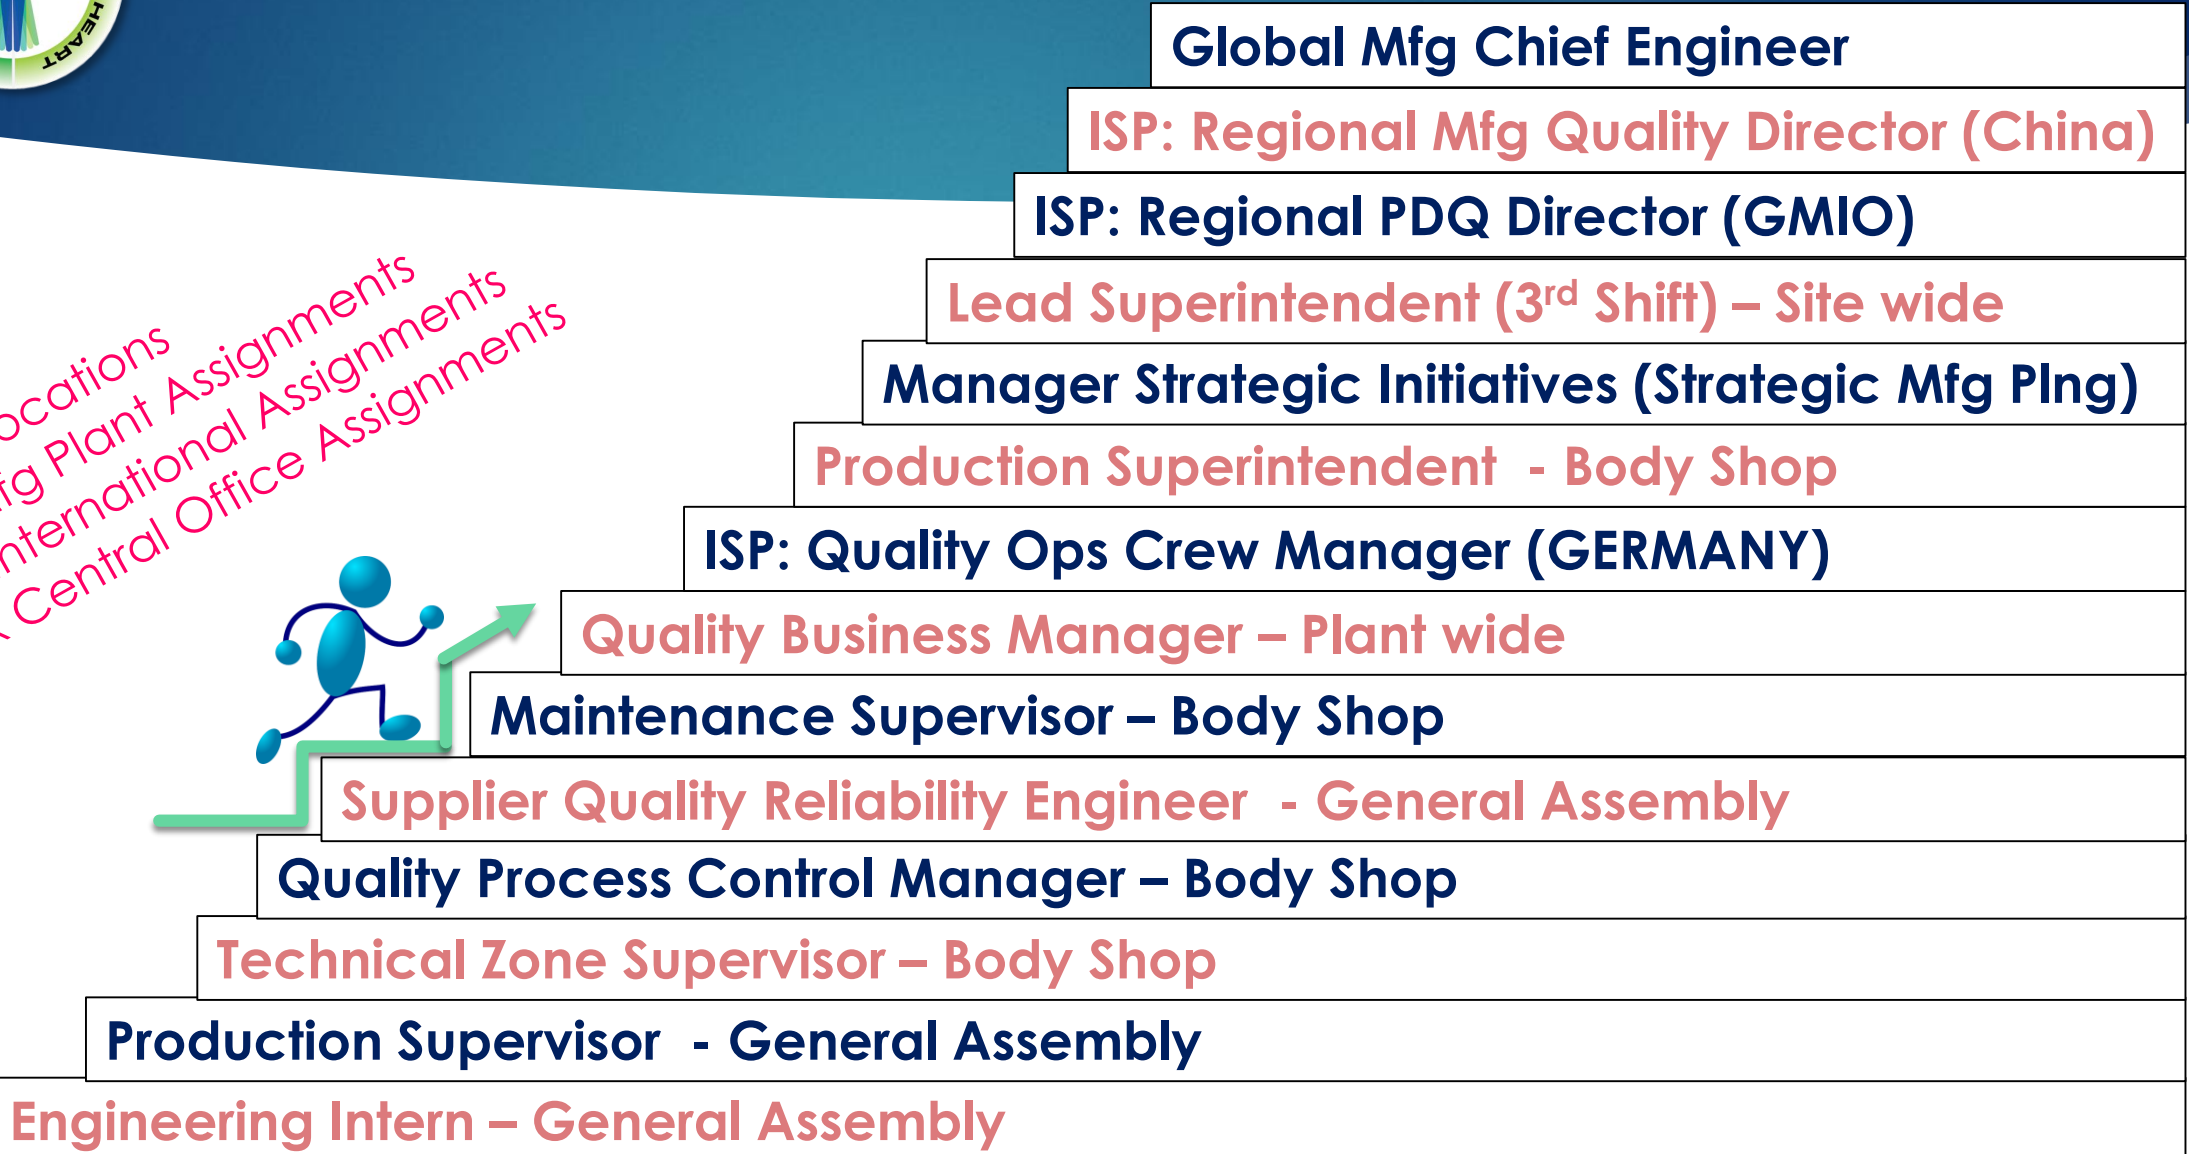 HEART
Global Mfg Chief Engineer
ISP: Regional Mfg Quality Director (China)
ISP: Regional PDQ Director (GMIO)
Lead Superintendent (3rd Shift) – Site wide
Manager Strategic Initiatives (Strategic Mfg Plng)
Production Superintendent - Body Shop
ISP: Quality Ops Crew Manager (GERMANY)
Quality Business Manager – Plant wide
Maintenance Supervisor – Body Shop
Supplier Quality Reliability Engineer - General Assembly
Quality Process Control Manager – Body Shop
Technical Zone Supervisor – Body Shop
Production Supervisor - General Assembly
Engineering Intern – General Assembly
Plant Assignments
Assignments
Central Office Assignments